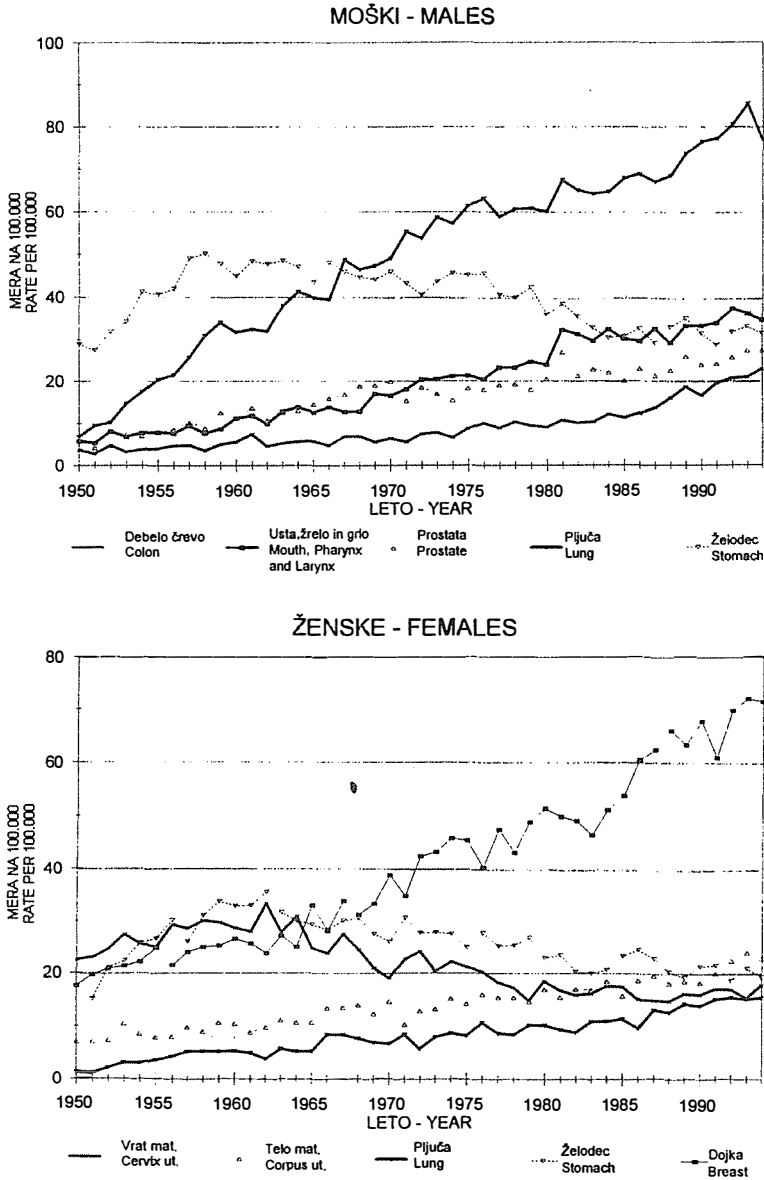 MOŠKI - MALES
MERA NA 100.000
RATE PER 100.000
100
80
60
40
20
0
1950 1955 1960 1965 1970 1975 1980 1985 1990
LETO - YEAR
Debelo črevo
Colon
Usta,žrelo in grlo
Mouth, Pharynx
and Larynx
Prostata
Prostate
Pljuča
Lung
Želodec
Stomach
ŽENSKE - FEMALES
MERA NA 100.000
RATE PER 100.000
80
60
40
20
0
1950 1955 1960 1965 1970 1975 1980 1985 1990
LETO - YEAR
Vrat mat.
Cervix ut.
Telo mat.
Corpus ut.
Pljuča
Lung
Želodec
Stomach
Dojka
Breast